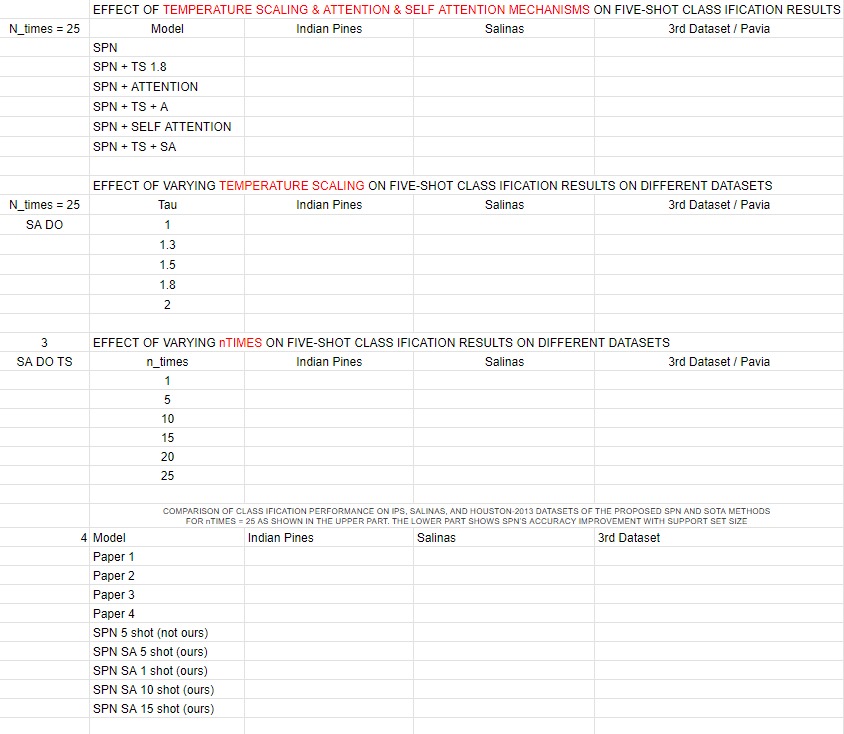 EFFECT OF TEMPERATURE SCALING & ATTENTION & SELF ATTENTION MECHANISMS ON FIVE-SHOT CLASS IFICATION RESULTS
N_times = 25 Model Indian Pines Salinas 3rd Dataset / Pavia
SPN
SPN + TS 1.8
SPN + ATTENTION
SPN + TS + A
SPN + SELF ATTENTION
SPN + TS + SA
EFFECT OF VARYING TEMPERATURE SCALING ON FIVE-SHOT CLASS IFICATION RESULTS ON DIFFERENT DATASETS
N_times = 25 Tau Indian Pines Salinas 3rd Dataset / Pavia
SA DO 1
1.3
1.5
1.8
2
3 EFFECT OF VARYING nTIMES ON FIVE-SHOT CLASS IFICATION RESULTS ON DIFFERENT DATASETS
SA DO TS n_times Indian Pines Salinas 3rd Dataset / Pavia
1
5
10
15
20
25
COMPARISON OF CLASS IFICATION PERFORMANCE ON IPS, SALINAS, AND HOUSTON-2013 DATASETS OF THE PROPOSED SPN AND SOTA METHODS
FOR nTIMES = 25 AS SHOWN IN THE UPPER PART. THE LOWER PART SHOWS SPN'S ACCURACY IMPROVEMENT WITH SUPPORT SET SIZE
4 Model Indian Pines Salinas 3rd Dataset
Paper 1
Paper 2
Paper 3
Paper 4
SPN 5 shot (not ours)
SPN SA 5 shot (ours)
SPN SA 1 shot (ours)
SPN SA 10 shot (ours)
SPN SA 15 shot (ours)